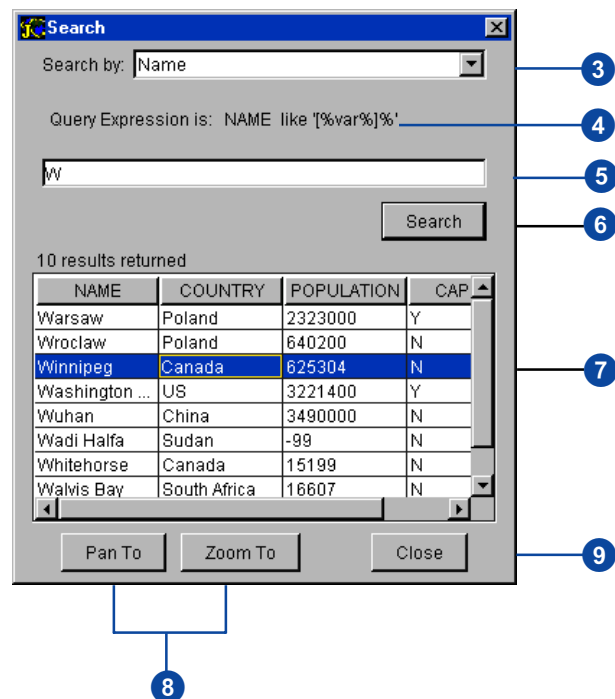 Search
Search by: Name
3
Query Expression is: NAME like '[%var%]%'
4
W
5
Search
6
10 results returned
NAME COUNTRY POPULATION CAP
Warsaw Poland 2323000 Y
Wroclaw Poland 640200 N
Winnipeg Canada 625304 N
7
Washington ... US 3221400 Y
Wuhan China 3490000 N
Wadi Halfa Sudan -99 N
Whitehorse Canada 15199 N
Walvis Bay South Africa 16607 N
Pan To Zoom To Close
9
8